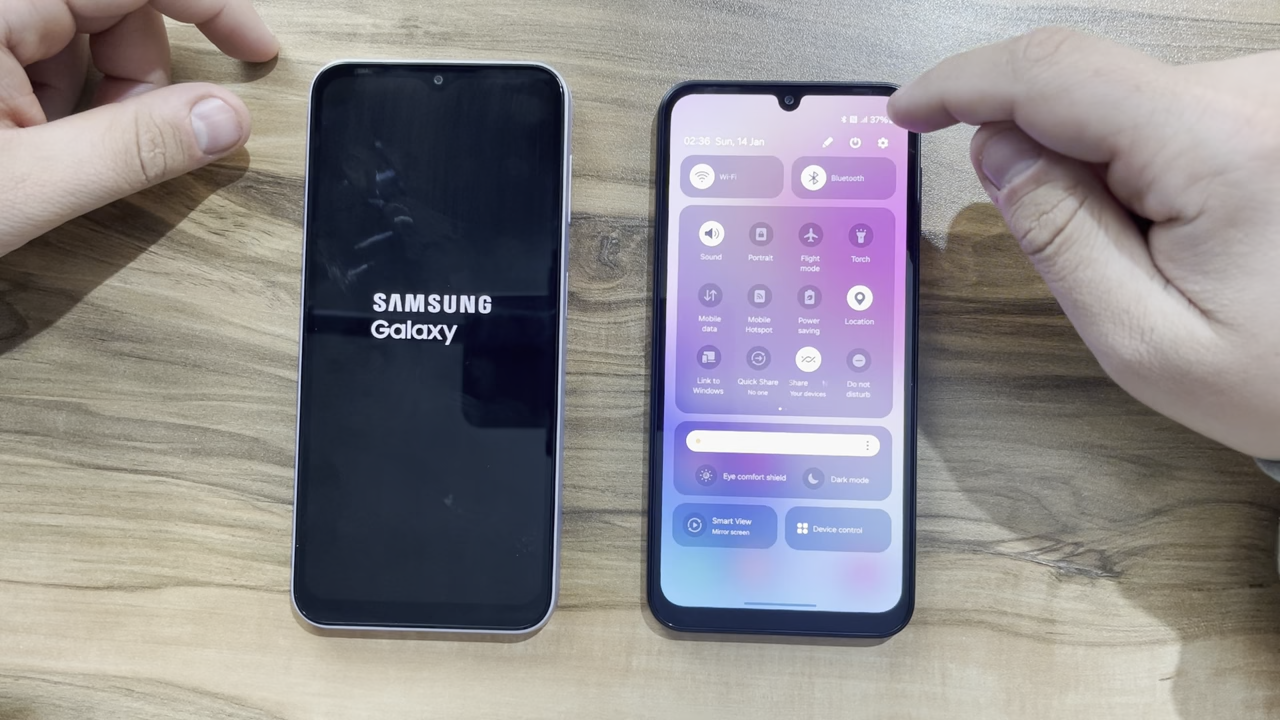 SAMSUNG
Galaxy
37%
02:36 Sun, 14 Jan
Wi-Fi
Bluetooth
Sound
Portrait
Flight
mode
Torch
Mobile
data
Mobile
Hotspot
Power
saving
Location
Link to
Windows
Quick Share
No one
Share
Your devices
Do not
disturb
Eye comfort shield
Dark mode
Smart View
Mirror screen
Device control